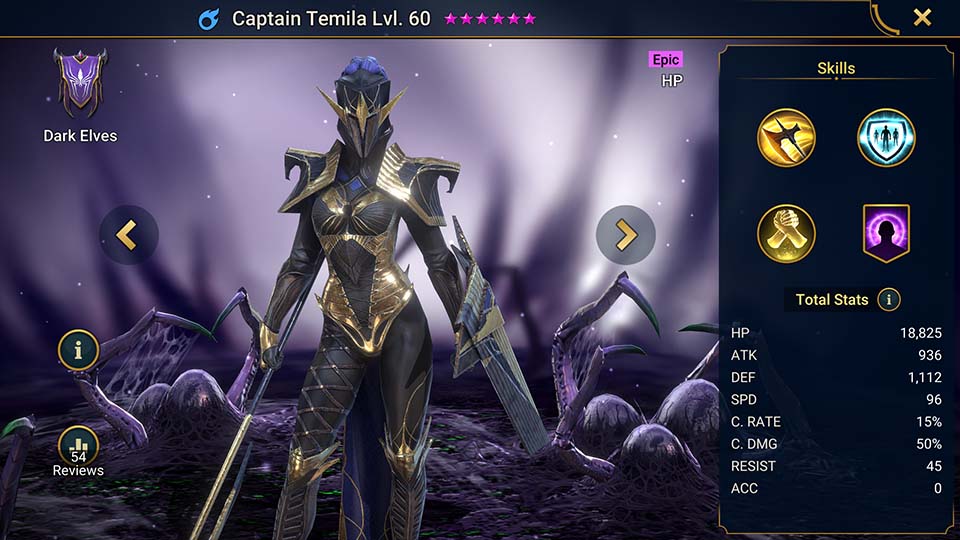 Captain Temila Lvl. 60
Dark Elves
Epic
HP
54
Reviews
Skills
Total Stats
HP 18,825
ATK 936
DEF 1,112
SPD 96
C. RATE 15%
C. DMG 50%
RESIST 45
ACC 0